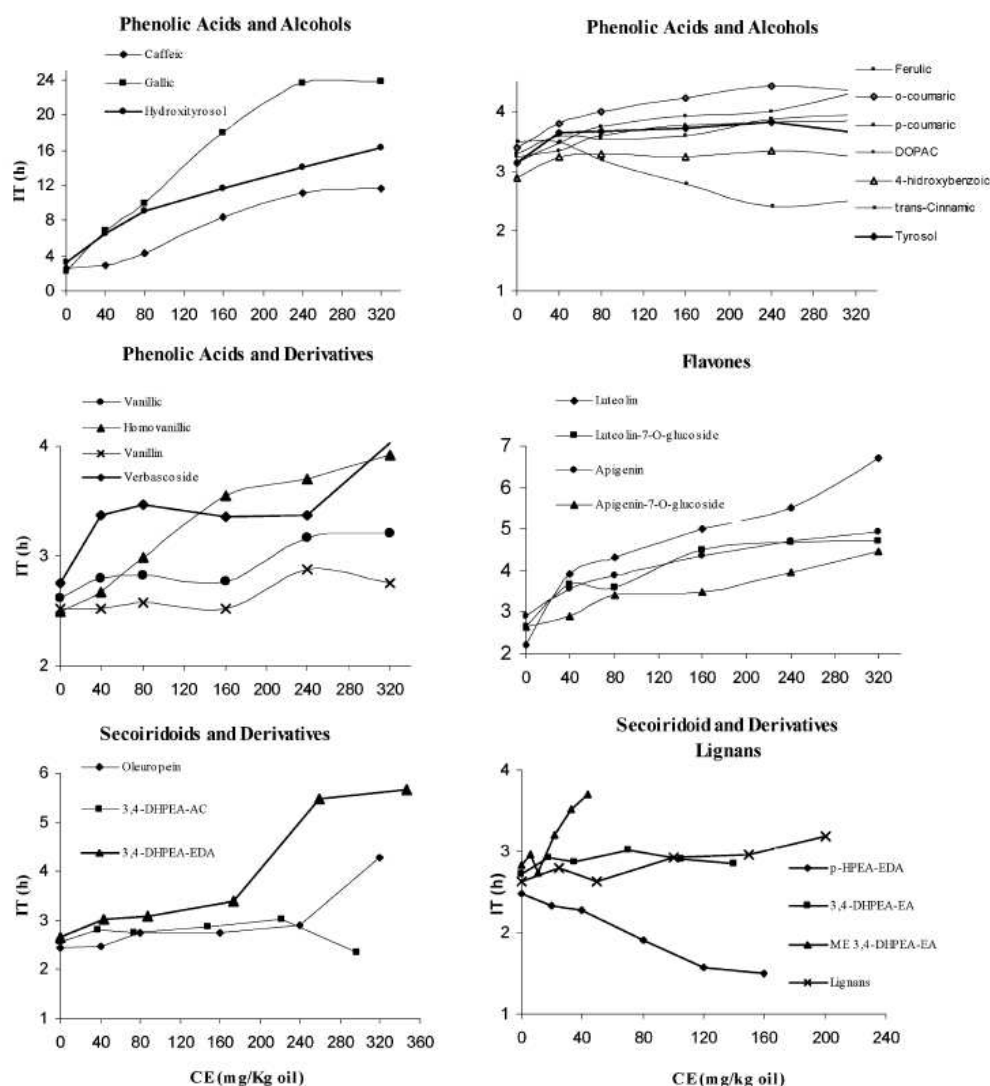 Phenolic Acids and Alcohols
Caffeic
Gallic
Hydroxityrosol
24
20
16
12
8
4
0
IT (h)
0 40 80 120 160 200 240 280 320
Phenolic Acids and Alcohols
Ferulic
o-coumaric
p-coumaric
DOPAC
4-hidroxybenzoic
trans-Cinnamic
Tyrosol
4
3
2
1
0 40 80 120 160 200 240 280
Phenolic Acids and Derivatives
Vanillic
Homovanillic
Vanillin
Verbascoside
4
3
2
IT (h)
0 40 80 120 160 200 240 280 320
Flavones
Luteolin
Luteolin-7-O-glucoside
Apigenin
Apigenin-7-O-glucoside
7
6
5
4
3
2
IT (h)
0 40 80 120 160 200 240 280 320
Secoiridoids and Derivatives
Oleuropein
3,4-DHPEA-AC
3,4-DHPEA-EDA
6
5
4
3
2
1
IT (h)
0 40 80 120 160 200 240 280 320 360
CE (mg/Kg oil)
Secoiridoid and Derivatives
Lignans
p-HPEA-EDA
3,4-DHPEA-EA
ME 3,4-DHPEA-EA
Lignans
4
3
2
1
IT (h)
0 40 80 120 160 200 240
CE (mg/kg oil)